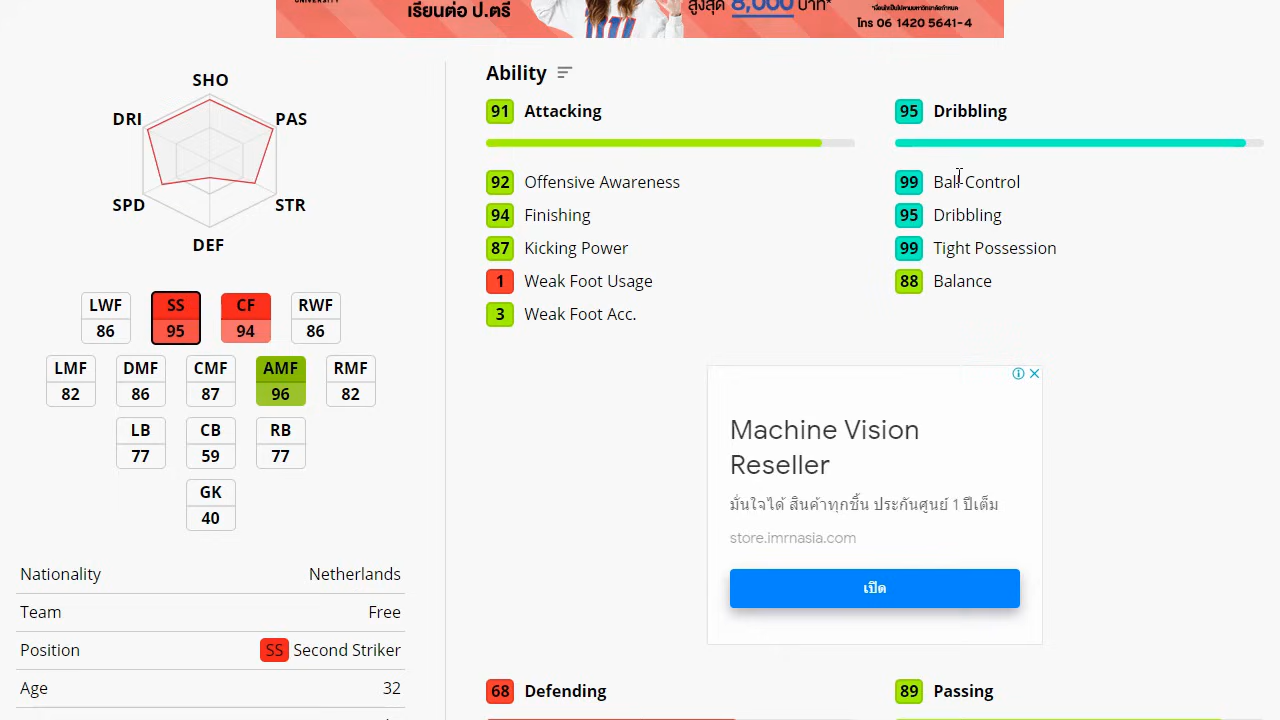 UNIVERSITY
เรียนต่อ ป.ตรี
สูงสุด 8,000 บาท*
โทร 06 1420 5641-4
SHO
DRI
PAS
SPD
STR
DEF
LWF
SS
CF
RWF
86
95
94
86
LMF
DMF
CMF
AMF
RMF
82
86
87
96
82
LB
CB
RB
77
59
77
GK
40
Nationality Netherlands
Team Free
Position SS Second Striker
Age 32
Ability
91 Attacking
92 Offensive Awareness
94 Finishing
87 Kicking Power
1 Weak Foot Usage
3 Weak Foot Acc.
95 Dribbling
99 Ball Control
95 Dribbling
99 Tight Possession
88 Balance
Machine Vision
Reseller
มั่นใจได้ สินค้าทุกชิ้น ประกันศูนย์ 1 ปีเต็ม
store.imrnasia.com
เปิด
68 Defending
89 Passing